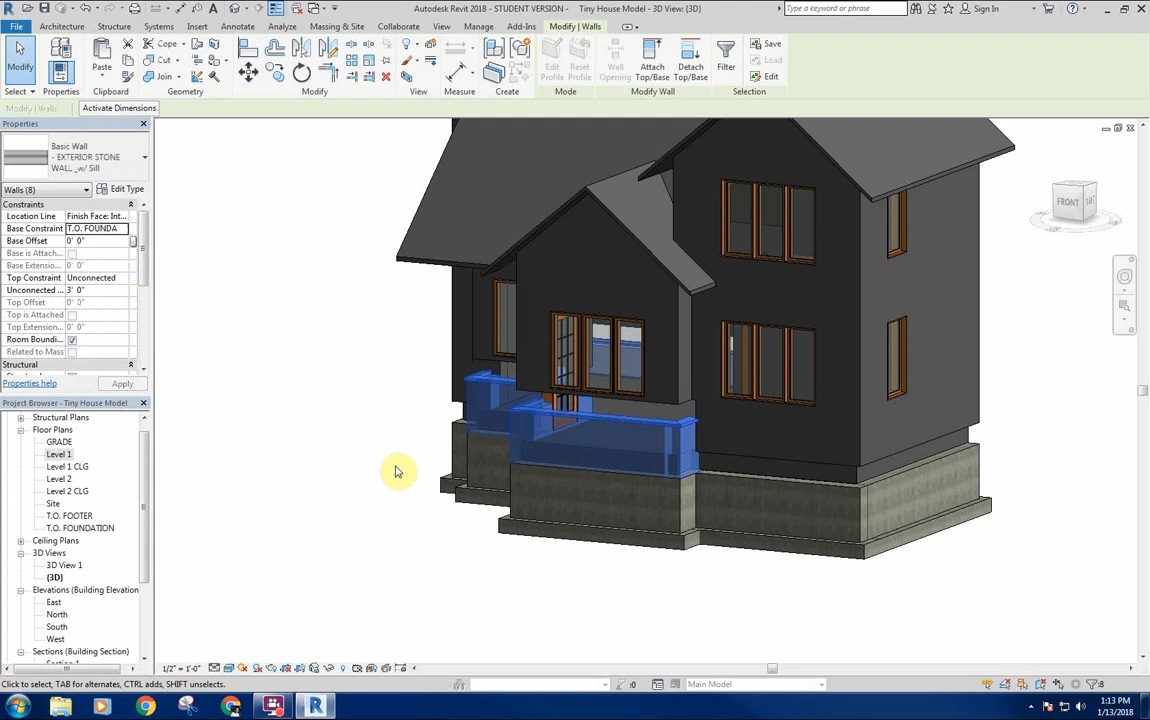 Autodesk Revit 2018 - STUDENT VERSION - Tiny House Model - 3D View: {3D}
Type a keyword or phrase
Sign In
File
Architecture
Structure
Systems
Insert
Annotate
Analyze
Massing & Site
Collaborate
View
Manage
Add-Ins
Modify | Walls
Modify
Properties
Paste
Cope
Cut
Join
Edit Profile
Reset Profile
Wall Opening
Attach Top/Base
Detach Top/Base
Filter
Save
Load
Edit
Select
Properties
Clipboard
Geometry
Modify
View
Measure
Create
Mode
Modify Wall
Selection
Modify | Walls
Activate Dimensions
Properties
Basic Wall
- EXTERIOR STONE
WALL _w/ Sill
Walls (8)
Edit Type
Constraints
Location Line Finish Face: Int...
Base Constraint T.O. FOUNDA
Base Offset 0' 0"
Base is Attach...
Base Extension... 0' 0"
Top Constraint Unconnected
Unconnected ... 3' 0"
Top Offset 0' 0"
Top is Attached
Top Extension... 0' 0"
Room Boundi...
Related to Mass
Structural
Properties help
Apply
Project Browser - Tiny House Model
Structural Plans
Floor Plans
GRADE
Level 1
Level 1 CLG
Level 2
Level 2 CLG
Site
T.O. FOOTER
T.O. FOUNDATION
Ceiling Plans
3D Views
3D View 1
{3D}
Elevations (Building Elevation
East
North
South
West
Sections (Building Section)
FRONT
1/2" = 1'-0"
Click to select, TAB for alternates, CTRL adds, SHIFT unselects.
:0
Main Model
:8
1:13 PM
1/13/2018